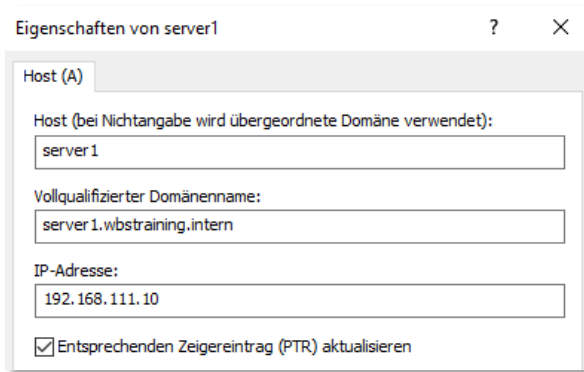 Eigenschaften von server1 ?
Host (A)
Host (bei Nichtangabe wird übergeordnete Domäne verwendet):
server1
Vollqualifizierter Domänenname:
server1.wbstraining.intern
IP-Adresse:
192.168.111.10
Entsprechenden Zeigereintrag (PTR) aktualisieren